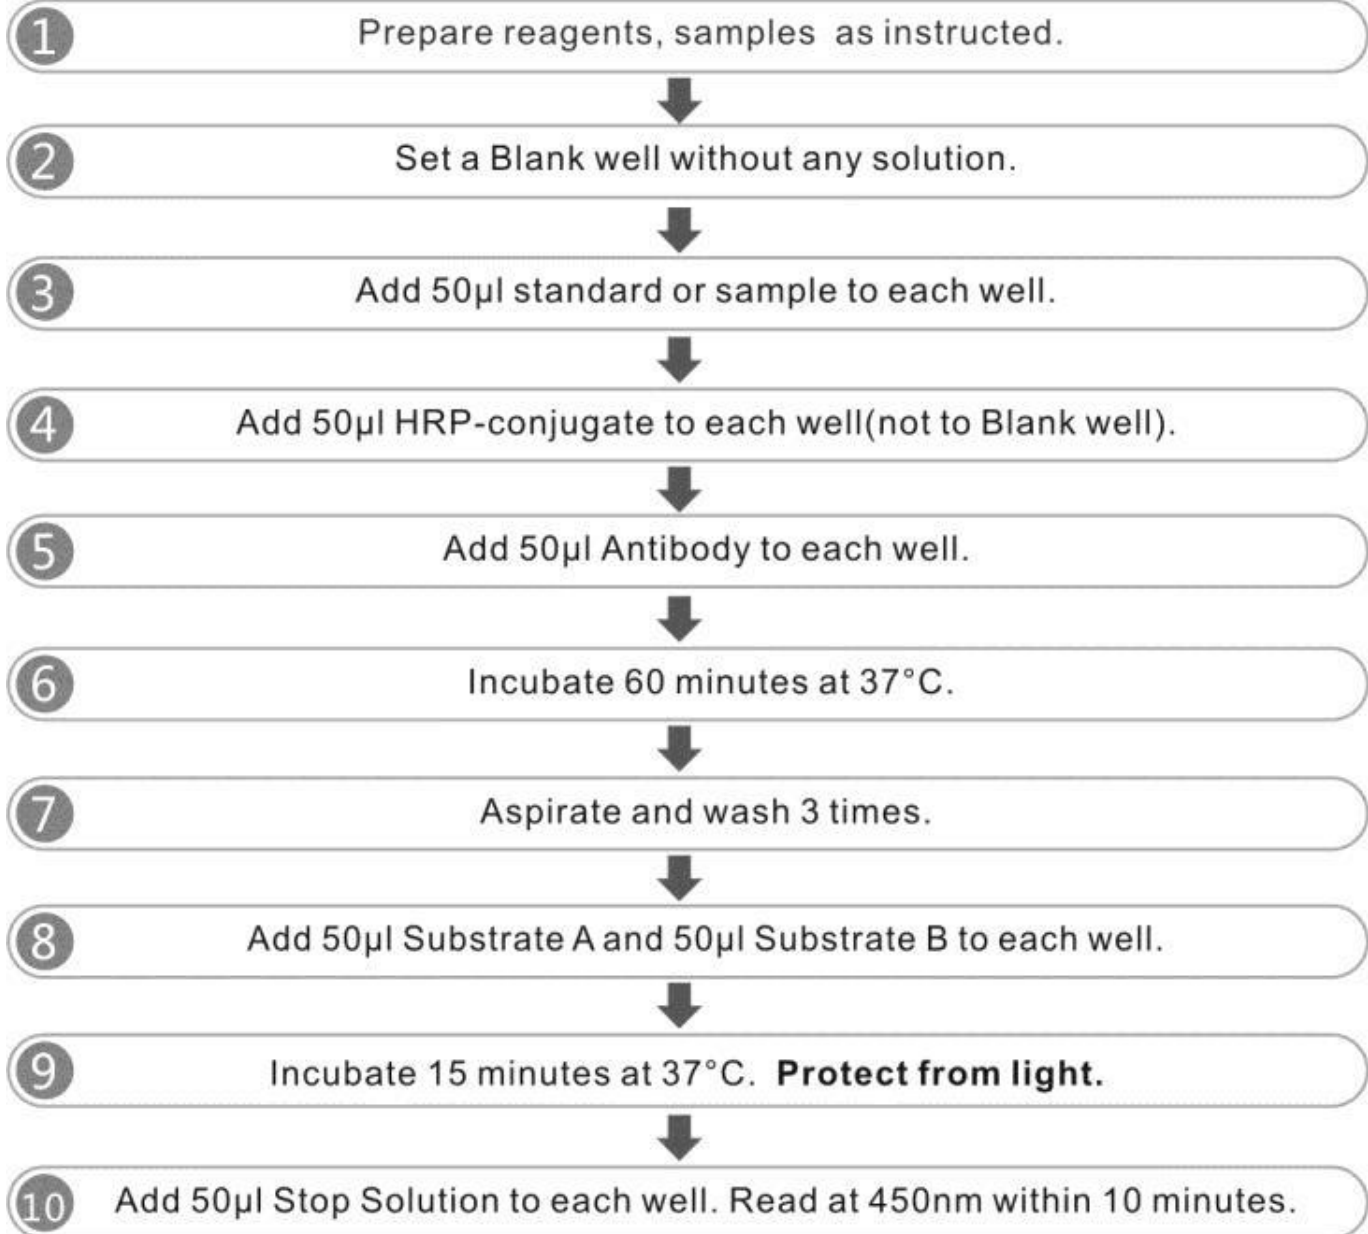 1 Prepare reagents, samples as instructed.
2 Set a Blank well without any solution.
3 Add 50µl standard or sample to each well.
4 Add 50µl HRP-conjugate to each well(not to Blank well).
5 Add 50µl Antibody to each well.
6 Incubate 60 minutes at 37°C.
7 Aspirate and wash 3 times.
8 Add 50µl Substrate A and 50µl Substrate B to each well.
9 Incubate 15 minutes at 37°C. Protect from light.
10 Add 50µl Stop Solution to each well. Read at 450nm within 10 minutes.